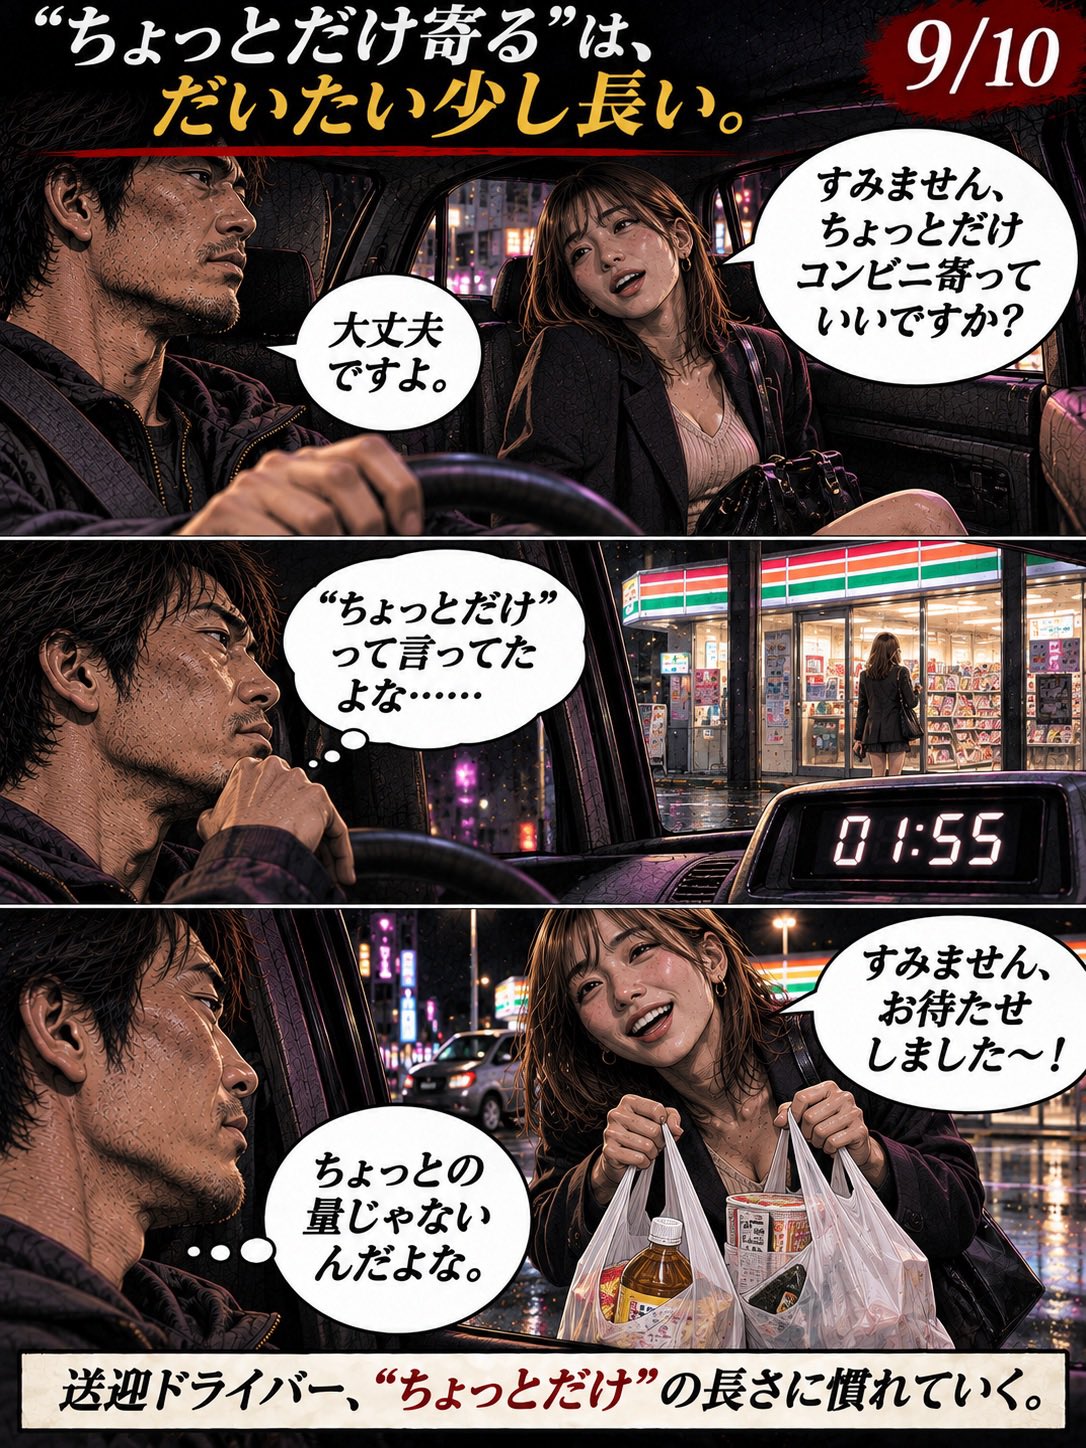 “ちょっとだけ寄る”は、
だいたい少し長い。
9/10
すみません、
ちょっとだけ
コンビニ寄って
いいですか?
大丈夫
ですよ。
“ちょっとだけ”
って言ってた
よな……
01:55
すみません、
お待たせ
しました〜!
ちょっとの
量じゃない
んだよな。
送迎ドライバー、“ちょっとだけ”の長さに慣れていく。